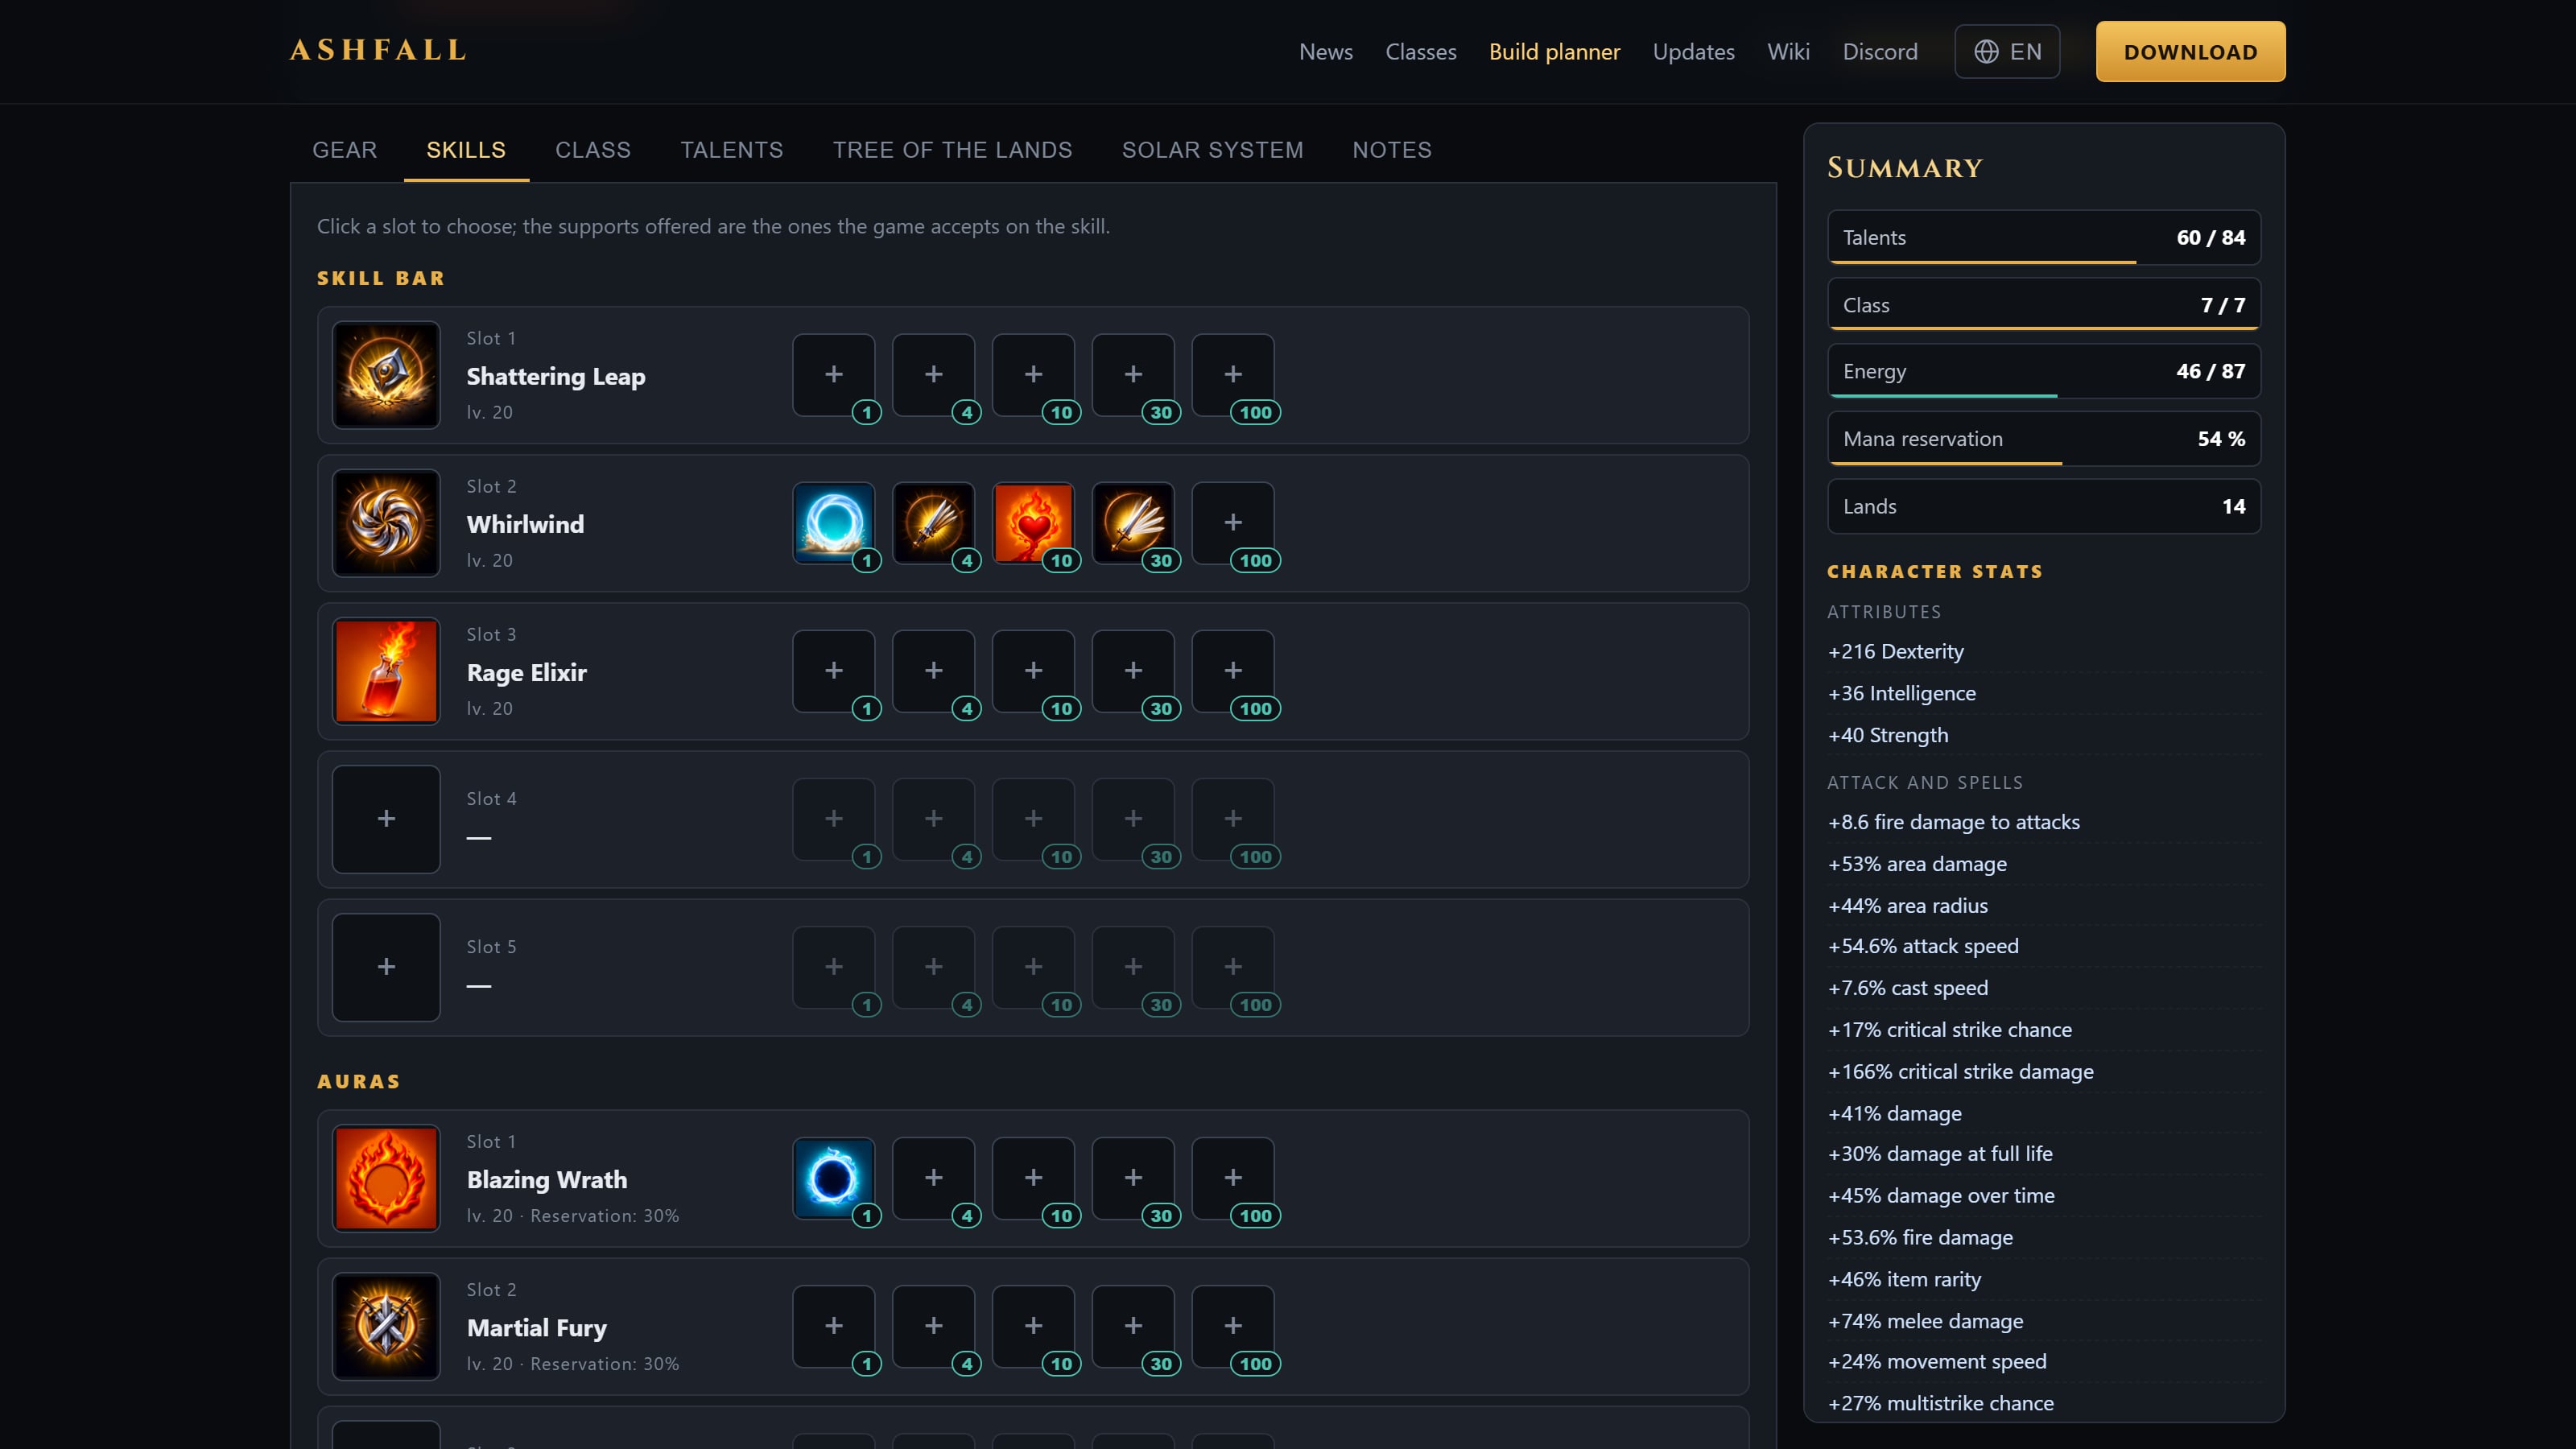 ASHFALL
News
Classes
Build planner
Updates
Wiki
Discord
EN
DOWNLOAD
GEAR
SKILLS
CLASS
TALENTS
TREE OF THE LANDS
SOLAR SYSTEM
NOTES
Click a slot to choose; the supports offered are the ones the game accepts on the skill.
SKILL BAR
Slot 1
Shattering Leap
lv. 20
+ + + + +
1 4 10 30 100
Slot 2
Whirlwind
lv. 20
+
1 4 10 30 100
Slot 3
Rage Elixir
lv. 20
+ + + + +
1 4 10 30 100
+
Slot 4
—
+ + + + +
1 4 10 30 100
+
Slot 5
—
+ + + + +
1 4 10 30 100
AURAS
Slot 1
Blazing Wrath
lv. 20 · Reservation: 30%
+ + + +
1 4 10 30 100
Slot 2
Martial Fury
lv. 20 · Reservation: 30%
+ + + + +
1 4 10 30 100
SUMMARY
Talents 60 / 84
Class 7 / 7
Energy 46 / 87
Mana reservation 54 %
Lands 14
CHARACTER STATS
ATTRIBUTES
+216 Dexterity
+36 Intelligence
+40 Strength
ATTACK AND SPELLS
+8.6 fire damage to attacks
+53% area damage
+44% area radius
+54.6% attack speed
+7.6% cast speed
+17% critical strike chance
+166% critical strike damage
+41% damage
+30% damage at full life
+45% damage over time
+53.6% fire damage
+46% item rarity
+74% melee damage
+24% movement speed
+27% multistrike chance